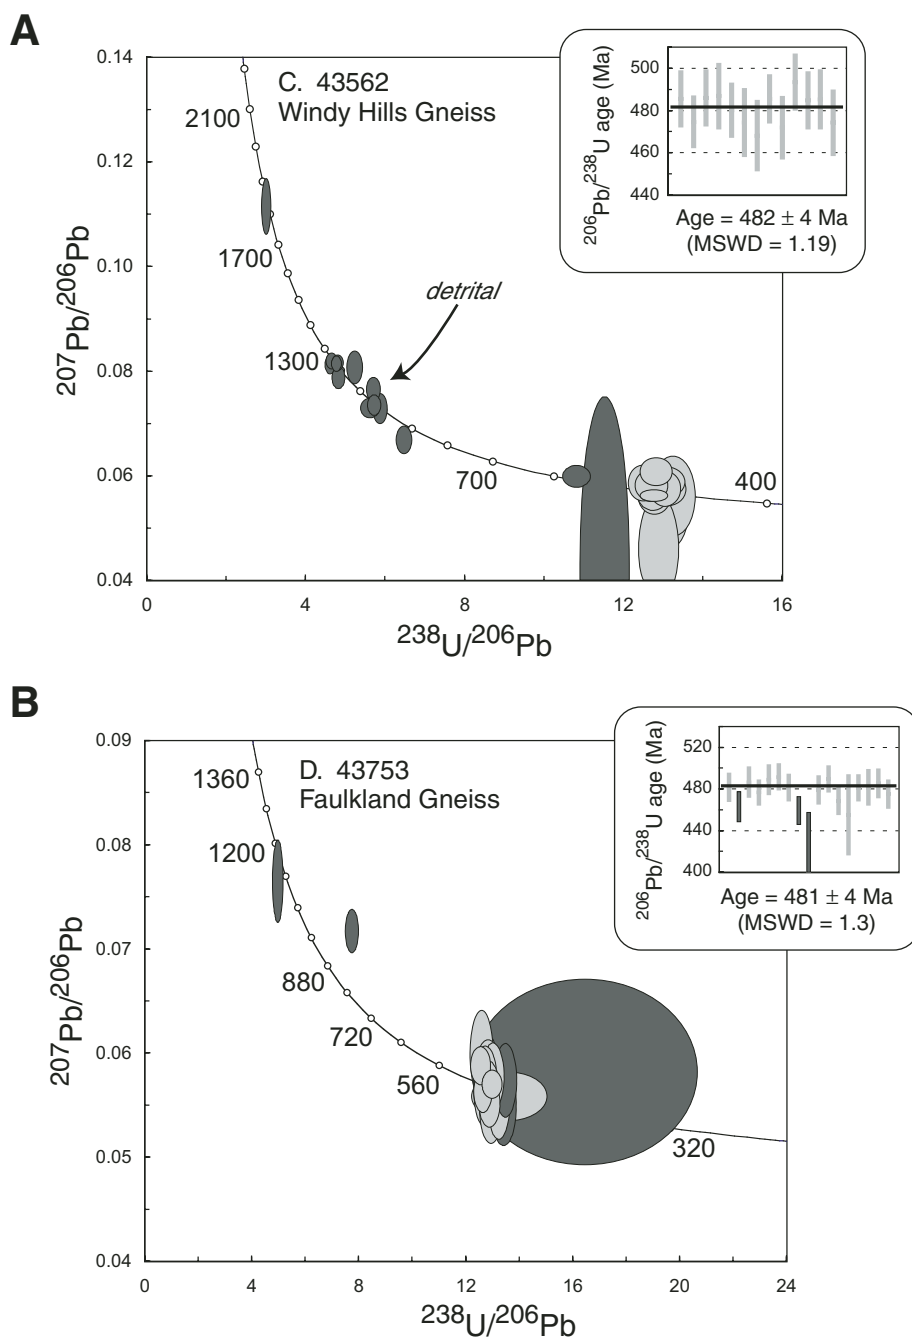 A
0.14
0.12
0.10
0.08
0.06
0.04
207Pb/206Pb
C. 43562
Windy Hills Gneiss
2100
1700
1300
detrital
700
400
0
4
8
12
16
238U/206Pb
206Pb/238U age (Ma)
500
480
460
440
Age = 482 ± 4 Ma
(MSWD = 1.19)
B
0.09
0.08
0.07
0.06
0.05
0.04
207Pb/206Pb
D. 43753
Faulkland Gneiss
1360
1200
880
720
560
320
0
4
8
12
16
20
24
238U/206Pb
206Pb/238U age (Ma)
520
480
440
400
Age = 481 ± 4 Ma
(MSWD = 1.3)